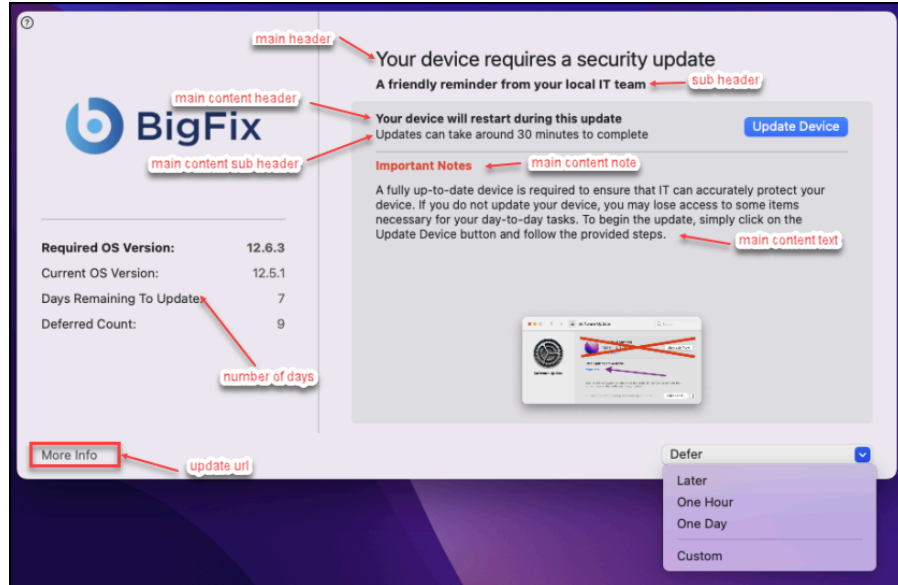 ?
main header
Your device requires a security update
A friendly reminder from your local IT team
sub header
main content header
BigFix
Your device will restart during this update
Updates can take around 30 minutes to complete
Update Device
main content sub header
Important Notes
main content note
A fully up-to-date device is required to ensure that IT can accurately protect your
device. If you do not update your device, you may lose access to some items
necessary for your day-to-day tasks. To begin the update, simply click on the
Update Device button and follow the provided steps.
main content text
Required OS Version: 12.6.3
Current OS Version: 12.5.1
Days Remaining To Update: 7
Deferred Count: 9
number of days
More Info
update url
Defer
Later
One Hour
One Day
Custom